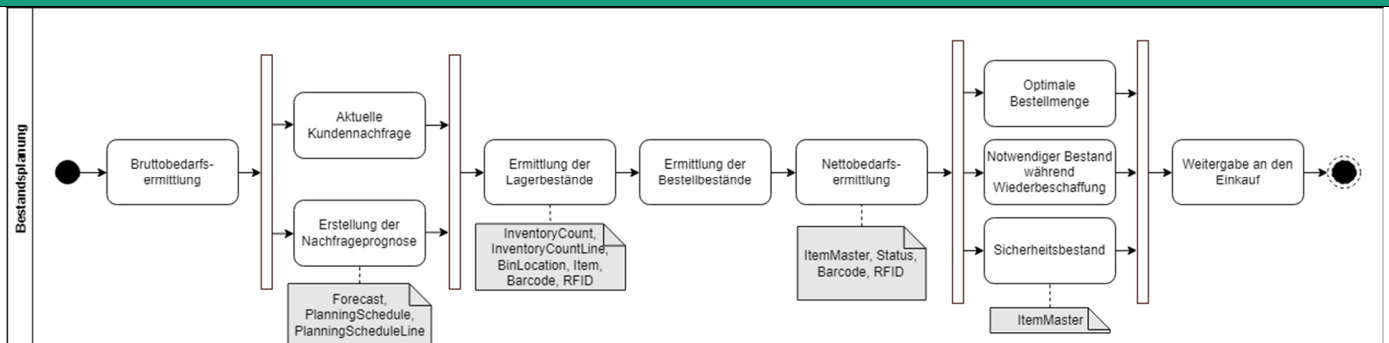 Bestandsplanung
Bruttobedarfs-
ermittlung
Aktuelle
Kundennachfrage
Erstellung der
Nachfrageprognose
Forecast,
PlanningSchedule,
PlanningScheduleLine
Ermittlung der
Lagerbestände
InventoryCount,
InventoryCountLine,
BinLocation, Item,
Barcode, RFID
Ermittlung der
Bestellbestände
Nettobedarfs-
ermittlung
ItemMaster, Status,
Barcode, RFID
Optimale
Bestellmenge
Notwendiger Bestand
während
Wiederbeschaffung
Sicherheitsbestand
ItemMaster
Weitergabe an den
Einkauf